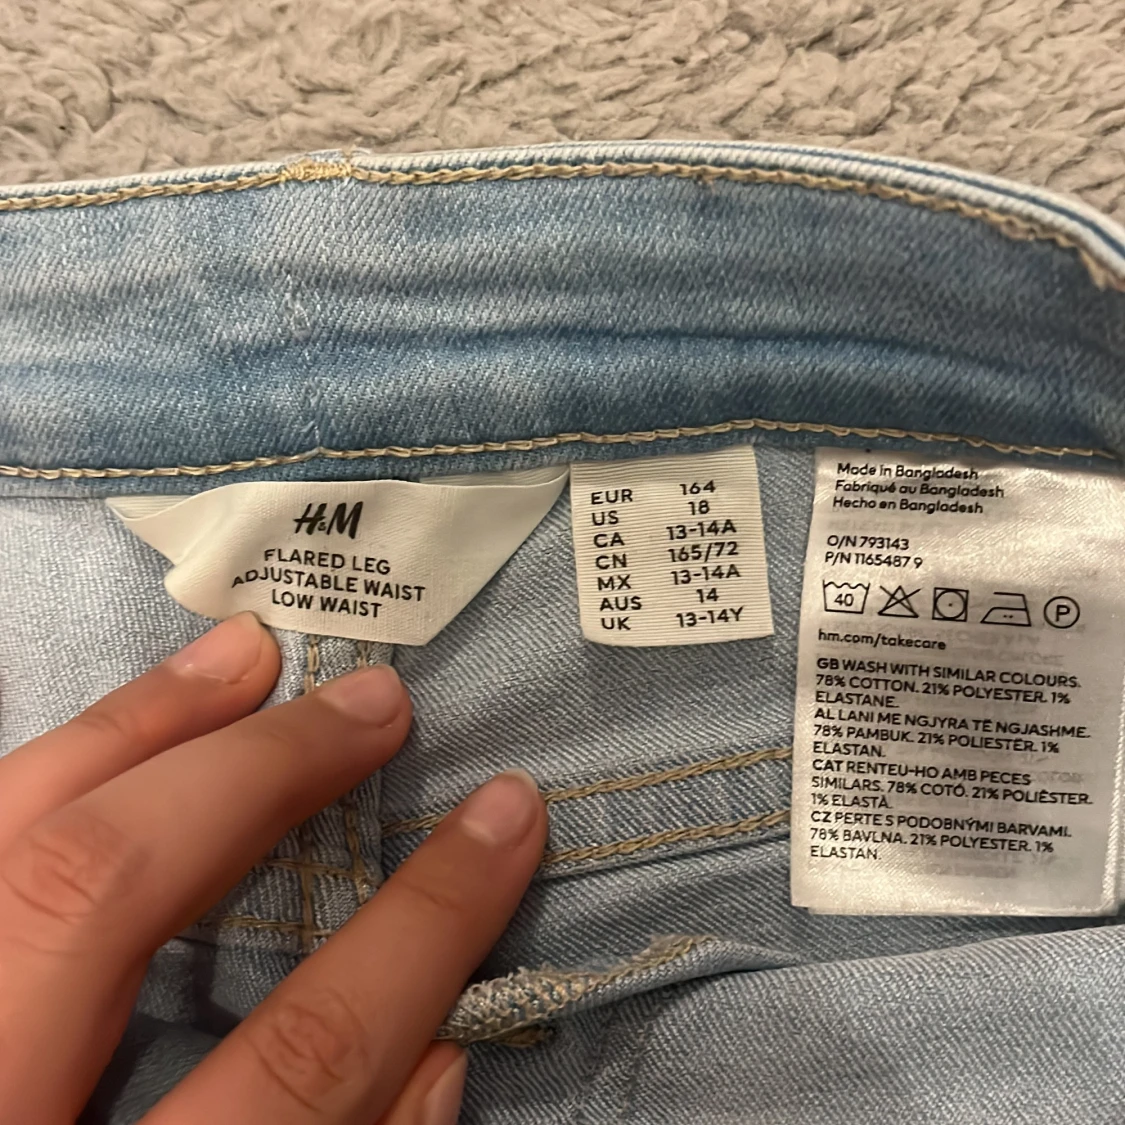 H&M
FLARED LEG
ADJUSTABLE WAIST
LOW WAIST
EUR 164
US 18
CA 13-14A
CN 165/72
MX 13-14A
AUS 14
UK 13-14Y
Made in Bangladesh
Fabriqué au Bangladesh
Hecho en Bangladesh
O/N 793143
P/N 1165487 9
40
P
hm.com/takecare
GB WASH WITH SIMILAR COLOURS.
78% COTTON. 21% POLYESTER. 1%
ELASTANE.
AL LANI ME NGJYRA TË NGJASHME.
78% PAMBUK. 21% POLIESTËR. 1%
ELASTAN.
CAT RENTEU-HO AMB PECES
SIMILARS. 78% COTÓ. 21% POLIÈSTER.
1% ELASTÀ.
CZ PERTE S PODOBNÝMI BARVAMI.
78% BAVLNA. 21% POLYESTER. 1%
ELASTAN.